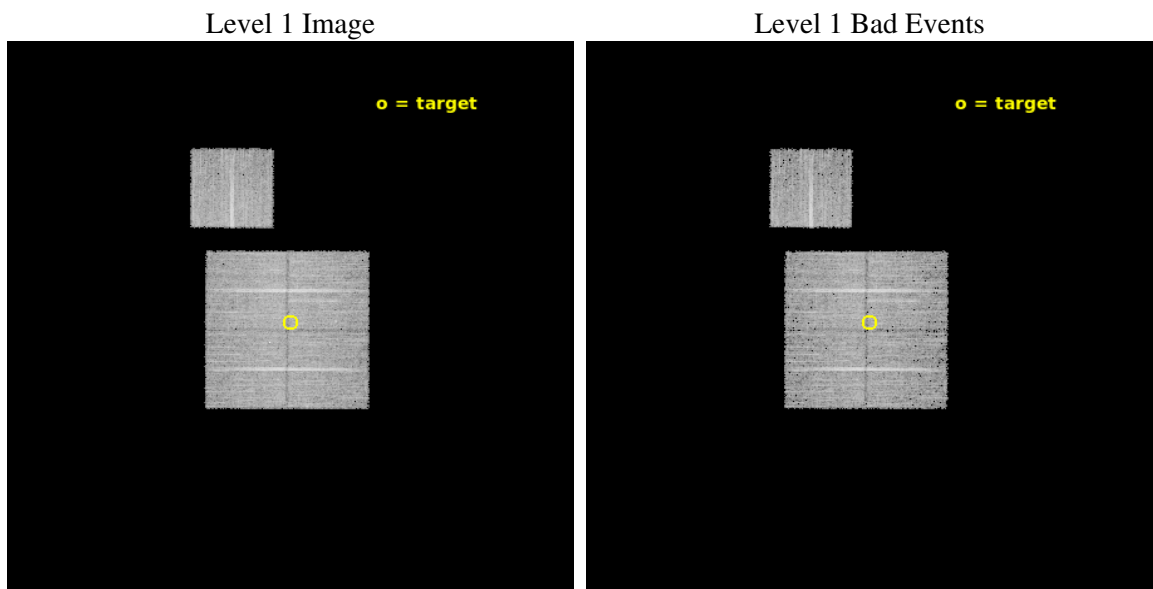 Level 1 Image
Level 1 Bad Events
o = target
o = target